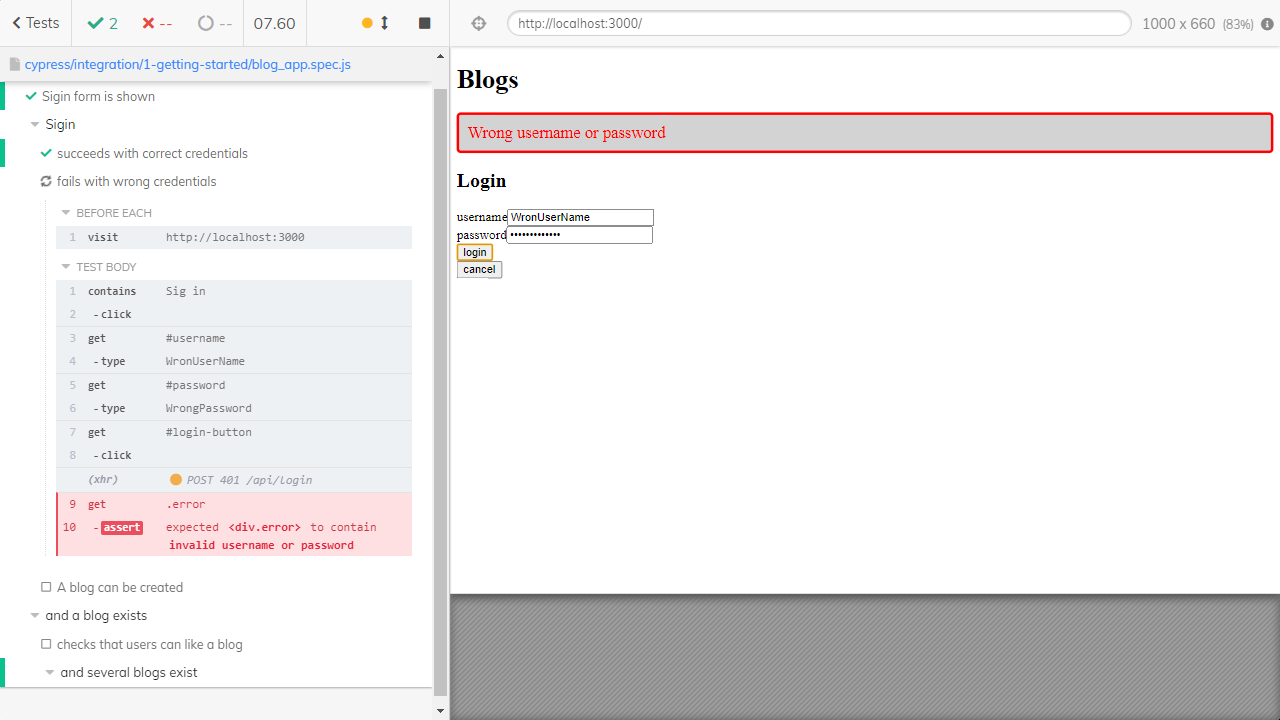 Tests 2 -- -- 07.60
cypress/integration/1-getting-started/blog_app.spec.js
Sigin form is shown
Sigin
succeeds with correct credentials
fails with wrong credentials
BEFORE EACH
1 visit http://localhost:3000
TEST BODY
1 contains Sig in
2 -click
3 get #username
4 -type WronUserName
5 get #password
6 -type WrongPassword
7 get #login-button
8 -click
(xhr) POST 401 /api/login
9 get .error
10 -assert expected <div.error> to contain
invalid username or password
A blog can be created
and a blog exists
checks that users can like a blog
and several blogs exist
http://localhost:3000/ 1000 x 660 (83%)
Blogs
Wrong username or password
Login
username WronUserName
password •••••••••••••
login
cancel